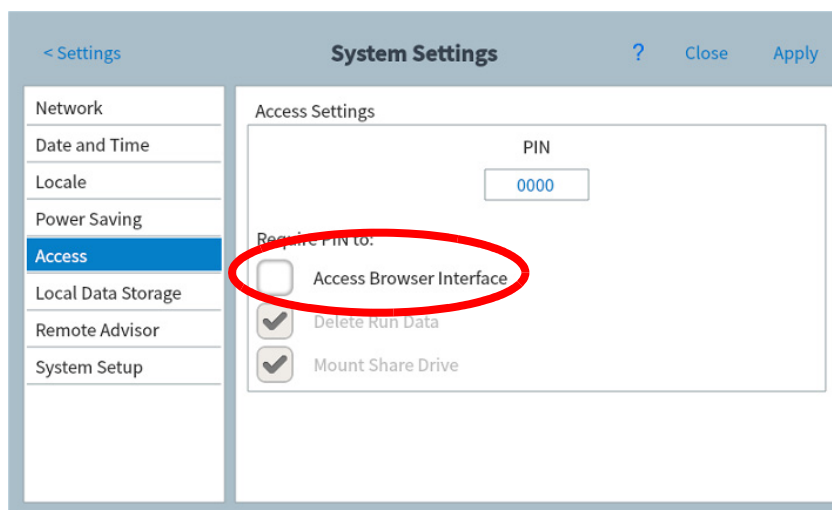 < Settings System Settings ? Close Apply
Network
Date and Time
Locale
Power Saving
Access
Local Data Storage
Remote Advisor
System Setup
Access Settings
PIN
0000
Require PIN to:
Access Browser Interface
Delete Run Data
Mount Share Drive